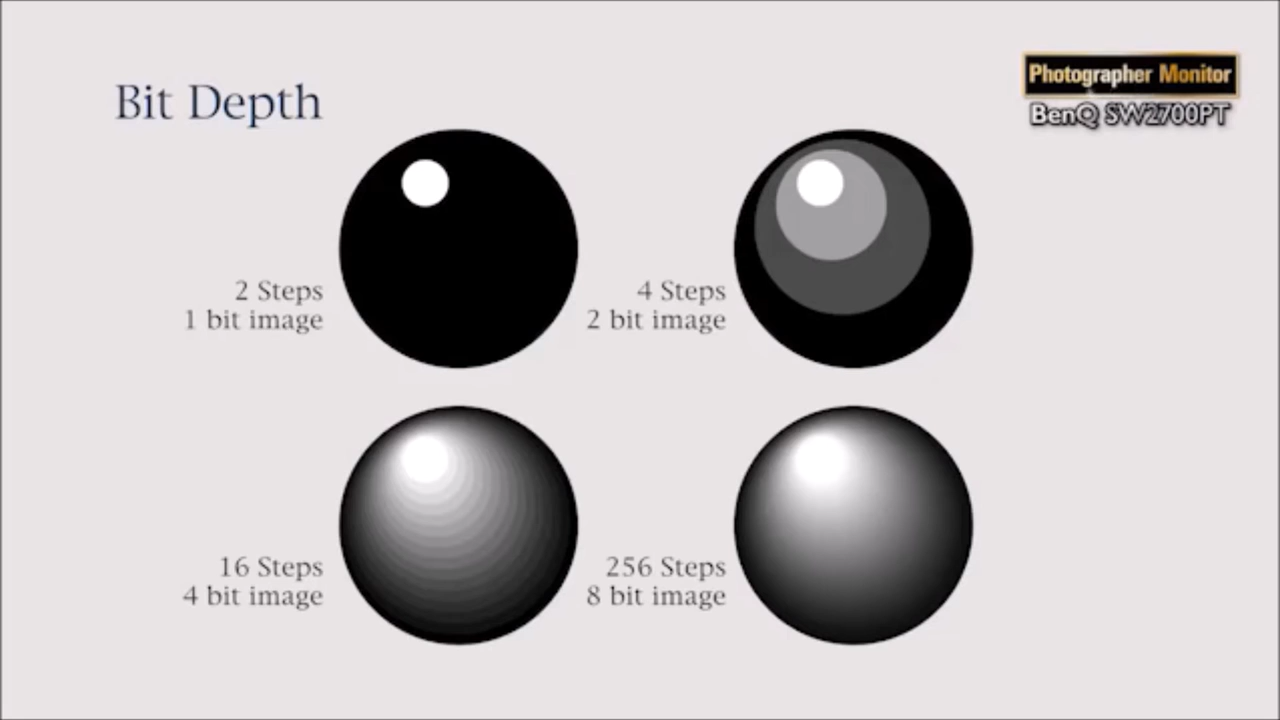 Bit Depth
Photographer Monitor
BenQ SW2700PT
2 Steps
1 bit image
4 Steps
2 bit image
16 Steps
4 bit image
256 Steps
8 bit image